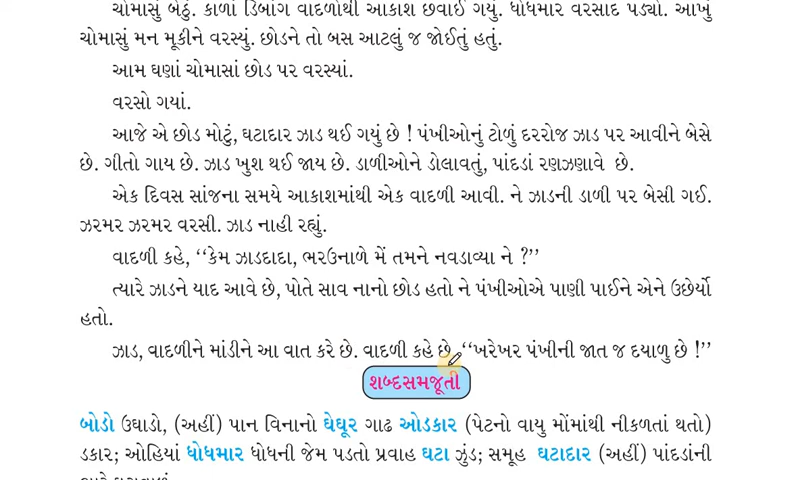 ચોમાસું બેઠું. કાળાં ડિબાંગ વાદળોથી આકાશ છવાઈ ગયું. ધોધમાર વરસાદ પડ્યો. આખું
ચોમાસું મન મૂકીને વરસ્યું. છોડને તો બસ આટલું જ જોઈતું હતું.
આમ ઘણાં ચોમાસાં છોડ પર વરસ્યાં.
વરસો ગયાં.
આજે એ છોડ મોટું, ઘટાદાર ઝાડ થઈ ગયું છે ! પંખીઓનું ટોળું દરરોજ ઝાડ પર આવીને બેસે
છે. ગીતો ગાય છે. ઝાડ ખુશ થઈ જાય છે. ડાળીઓને ડોલાવતું, પાંદડાં રણઝણાવે છે.
એક દિવસ સાંજના સમયે આકાશમાંથી એક વાદળી આવી. ને ઝાડની ડાળી પર બેસી ગઈ.
ઝરમર ઝરમર વરસી. ઝાડ નાહી રહ્યું.
વાદળી કહે, ‘‘કેમ ઝાડદાદા, ભરઉનાળે મેં તમને નવડાવ્યા ને ?’’
ત્યારે ઝાડને યાદ આવે છે, પોતે સાવ નાનો છોડ હતો ને પંખીઓએ પાણી પાઈને એને ઉછેર્યો
હતો.
ઝાડ, વાદળીને માંડીને આ વાત કરે છે. વાદળી કહે છે, ‘‘ખરેખર પંખીની જાત જ દયાળુ છે !’’
શબ્દસમજૂતી
બોડો ઉઘાડો, (અહીં) પાન વિનાનો ઘેઘૂર ગાઢ ઓડકાર (પેટનો વાયુ મોંમાંથી નીકળતાં થતો)
ડકાર; ઓહિયાં ધોધમાર ધોધની જેમ પડતો પ્રવાહ ઘટા ઝુંડ; સમૂહ ઘટાદાર (અહીં) પાંદડાંની